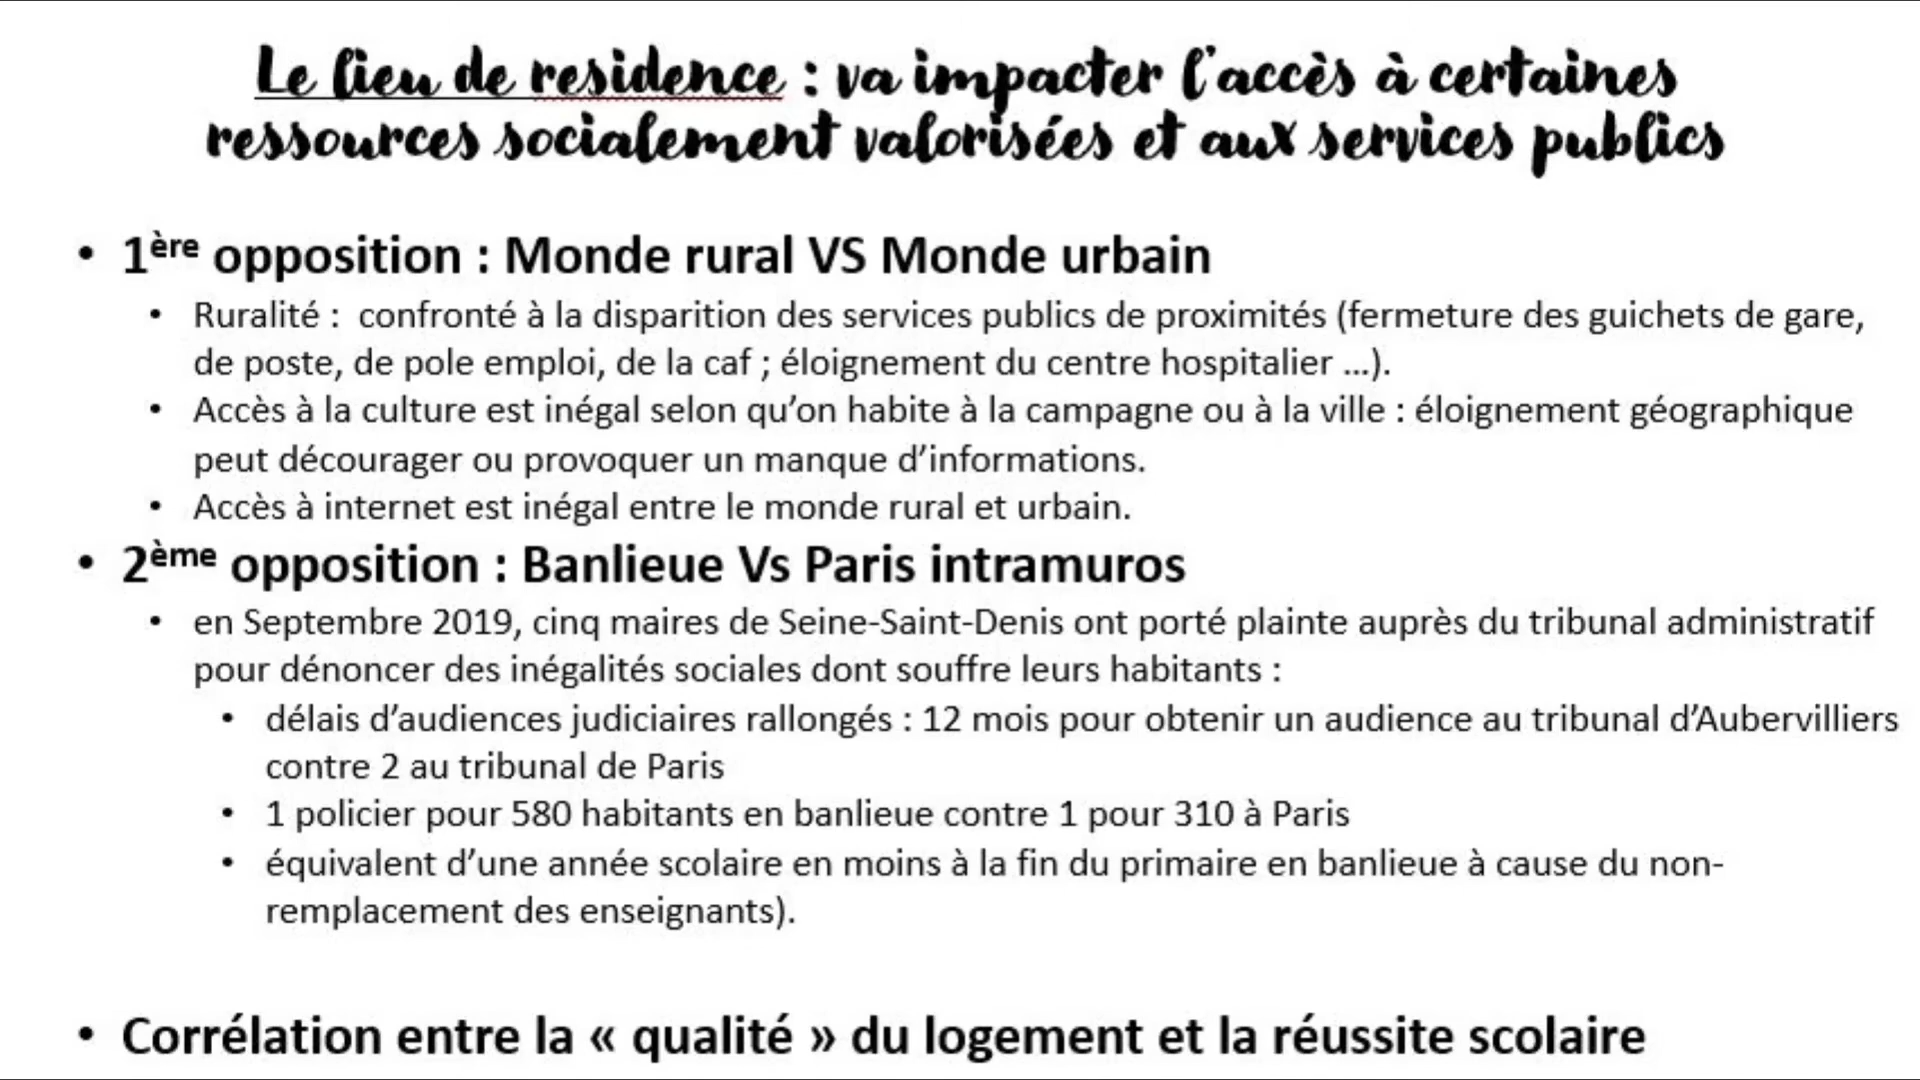 Le lieu de residence : va impacter l'accès à certaines
ressources socialement valorisées et aux services publics
• 1ère opposition : Monde rural VS Monde urbain
• Ruralité : confronté à la disparition des services publics de proximités (fermeture des guichets de gare,
de poste, de pole emploi, de la caf ; éloignement du centre hospitalier ...).
• Accès à la culture est inégal selon qu'on habite à la campagne ou à la ville : éloignement géographique
peut décourager ou provoquer un manque d'informations.
• Accès à internet est inégal entre le monde rural et urbain.
• 2ème opposition : Banlieue Vs Paris intramuros
• en Septembre 2019, cinq maires de Seine-Saint-Denis ont porté plainte auprès du tribunal administratif
pour dénoncer des inégalités sociales dont souffre leurs habitants :
• délais d'audiences judiciaires rallongés : 12 mois pour obtenir un audience au tribunal d'Aubervilliers
contre 2 au tribunal de Paris
• 1 policier pour 580 habitants en banlieue contre 1 pour 310 à Paris
• équivalent d'une année scolaire en moins à la fin du primaire en banlieue à cause du non-
remplacement des enseignants).
• Corrélation entre la « qualité » du logement et la réussite scolaire